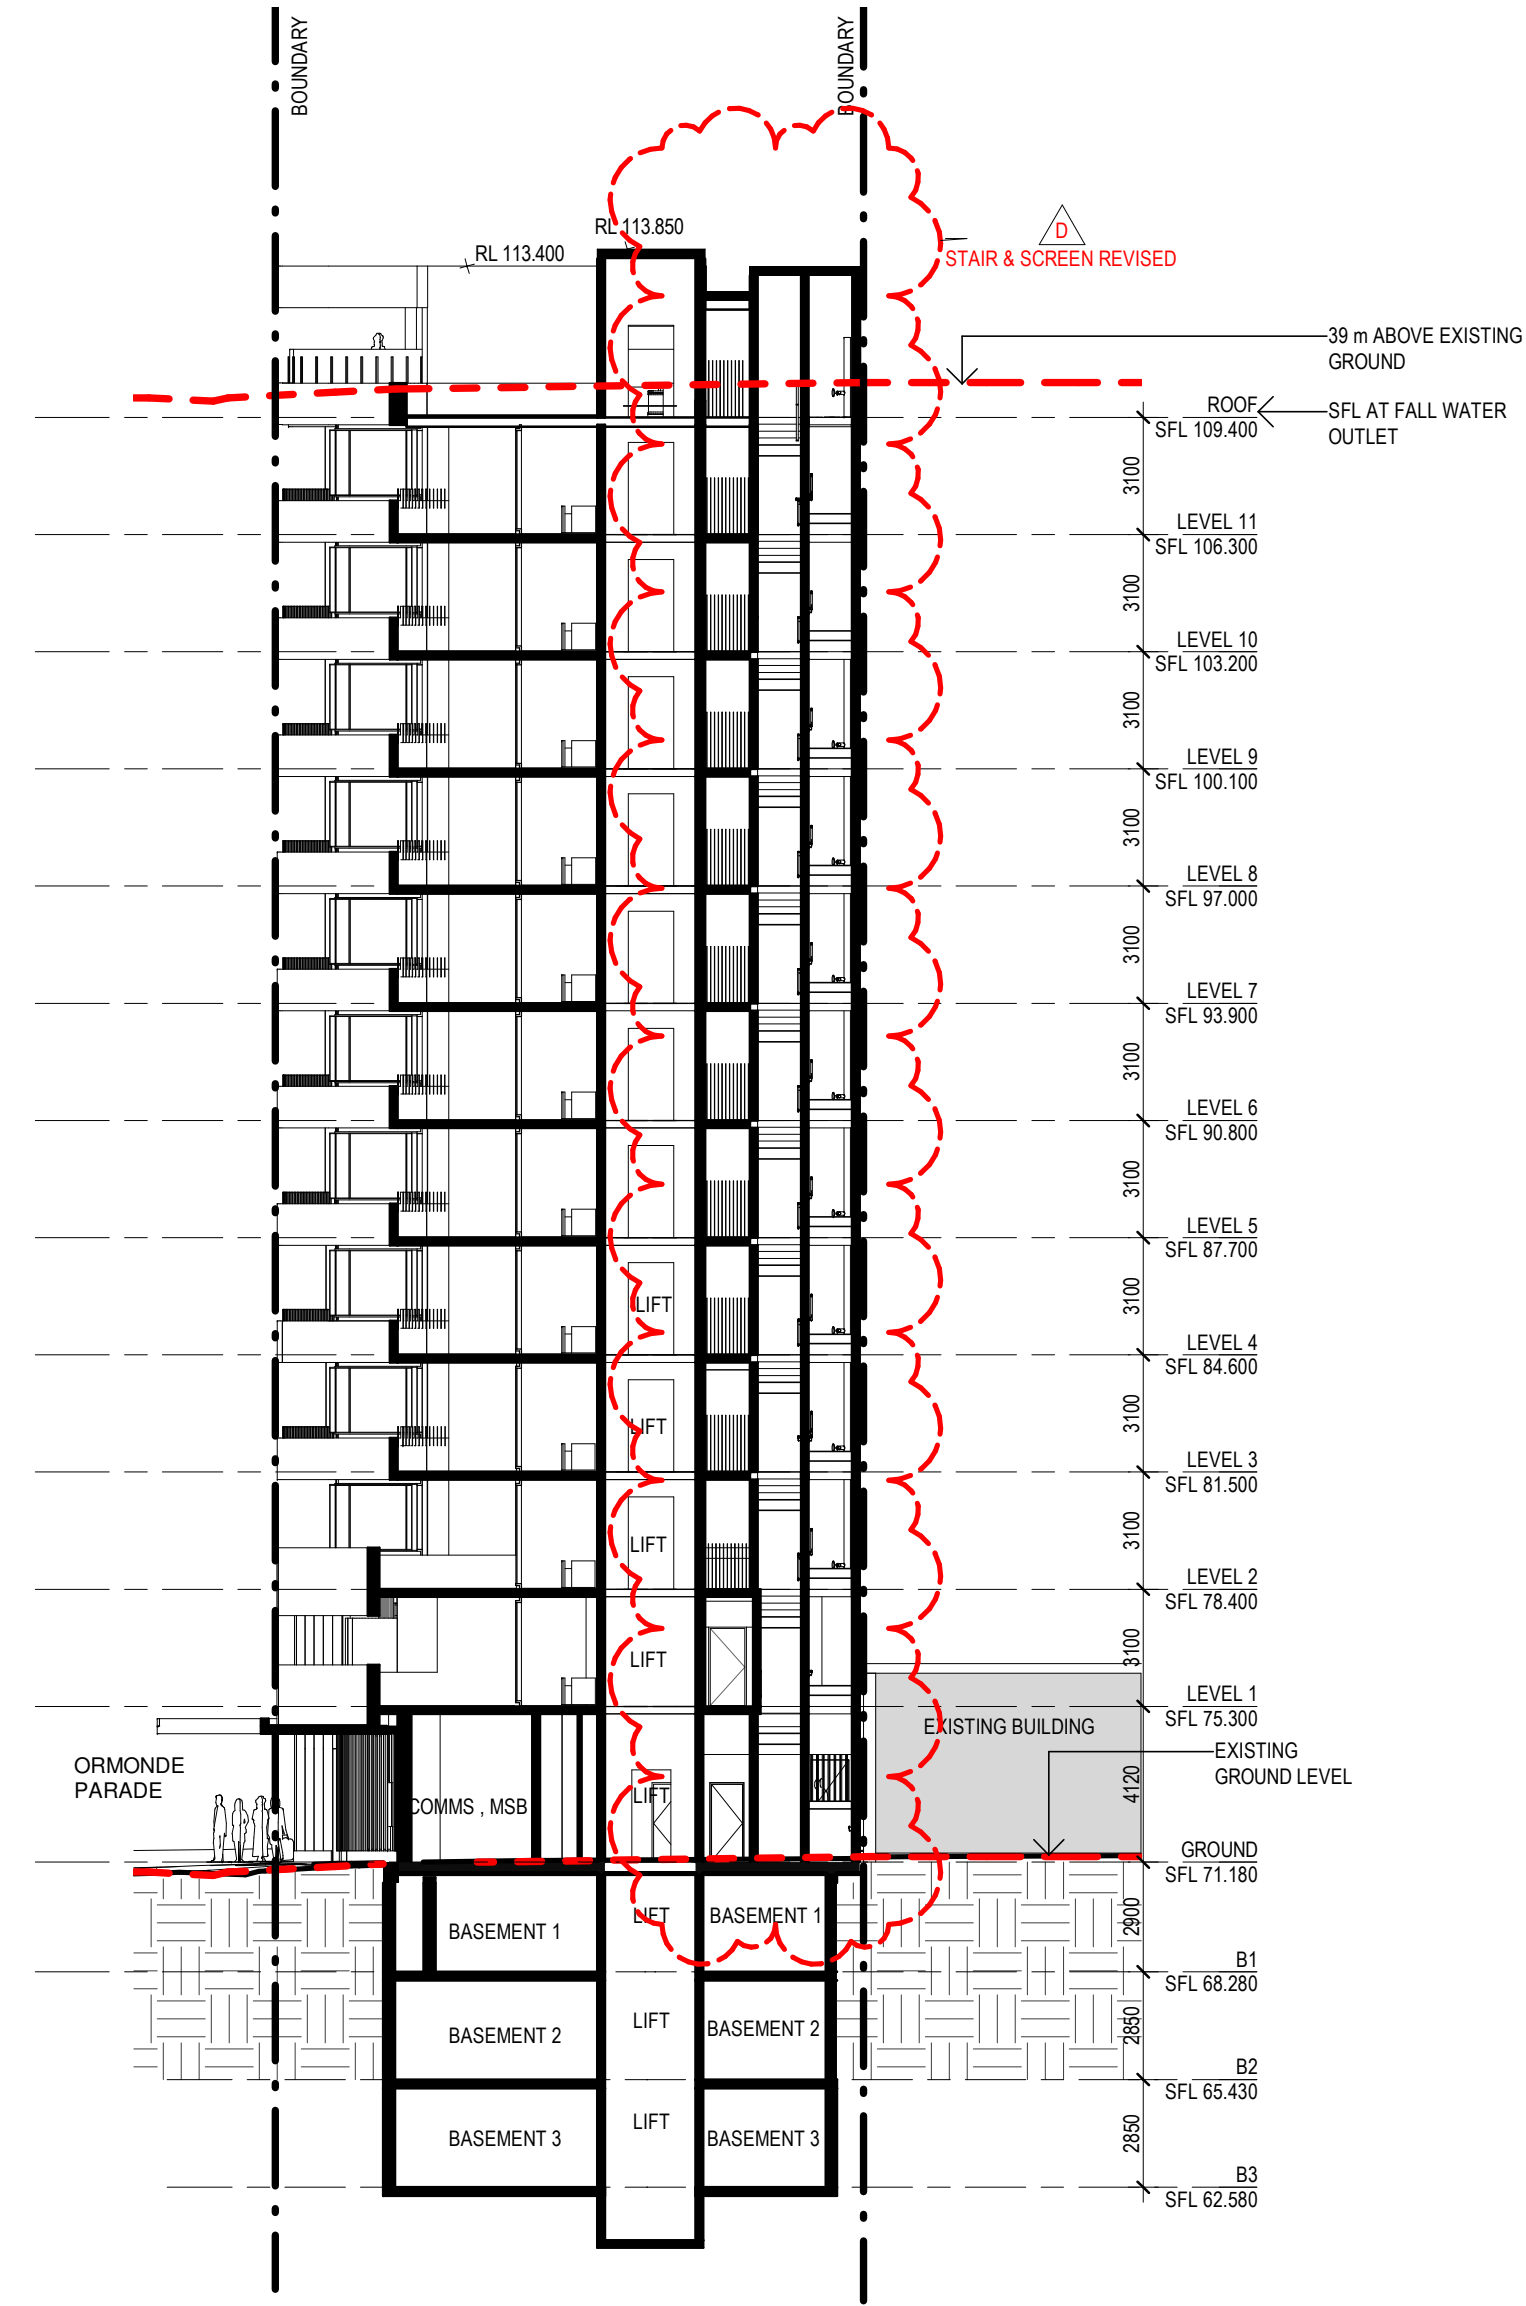 BOUNDARY
BOUNDARY
RL 113.850
RL 113.400
D
STAIR & SCREEN REVISED
39 m ABOVE EXISTING
GROUND
ROOF
SFL 109.400
SFL AT FALL WATER
OUTLET
3100
LEVEL 11
SFL 106.300
3100
LEVEL 10
SFL 103.200
3100
LEVEL 9
SFL 100.100
3100
LEVEL 8
SFL 97.000
3100
LEVEL 7
SFL 93.900
3100
LEVEL 6
SFL 90.800
3100
LEVEL 5
SFL 87.700
LIFT
3100
LEVEL 4
SFL 84.600
LIFT
3100
LEVEL 3
SFL 81.500
LIFT
3100
LEVEL 2
SFL 78.400
LIFT
3100
LEVEL 1
SFL 75.300
EXISTING BUILDING
EXISTING
GROUND LEVEL
ORMONDE
PARADE
COMMS , MSB
LIFT
4120
GROUND
SFL 71.180
BASEMENT 1
LIFT
BASEMENT 1
2900
B1
SFL 68.280
BASEMENT 2
LIFT
BASEMENT 2
2850
B2
SFL 65.430
BASEMENT 3
LIFT
BASEMENT 3
2850
B3
SFL 62.580